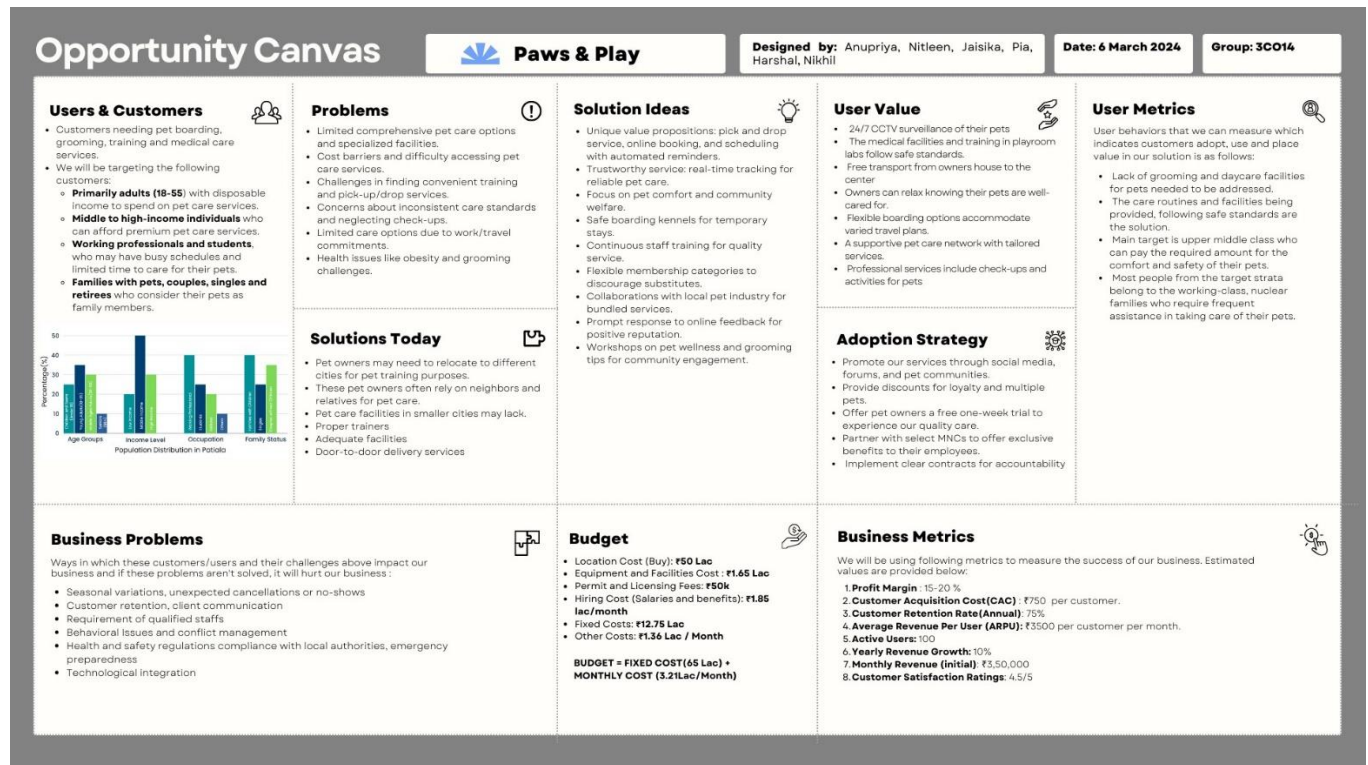 Opportunity Canvas
Paws & Play
Designed by: Anupriya, Nitleen, Jaisika, Pia,
Harshal, Nikhil
Date: 6 March 2024
Group: 3CO14
Users & Customers
• Customers needing pet boarding,
grooming, training and medical care
services.
• We will be targeting the following
customers:
Primarily adults (18-55) with disposable
income to spend on pet care services.
Middle to high-income individuals who
can afford premium pet care services.
Working professionals and students,
who may have busy schedules and
limited time to care for their pets.
Families with pets, couples, singles and
retirees who consider their pets as
family members.
Percentage(%)
50
40
30
20
10
0
Age Groups
Income Level
Occupation
Family Status
Population Distribution in Patiala
Problems
• Limited comprehensive pet care options
and specialized facilities.
• Cost barriers and difficulty accessing pet
care services.
• Challenges in finding convenient training
and pick-up/drop services.
• Concerns about inconsistent care standards
and neglecting check-ups.
• Limited care options due to work/travel
commitments.
• Health issues like obesity and grooming
challenges.
Solutions Today
• Pet owners may need to relocate to different
cities for pet training purposes.
• These pet owners often rely on neighbors and
relatives for pet care.
• Pet care facilities in smaller cities may lack.
• Proper trainers
• Adequate facilities
• Door-to-door delivery services
Solution Ideas
• Unique value propositions: pick and drop
service, online booking, and scheduling
with automated reminders.
• Trustworthy service: real-time tracking for
reliable pet care.
• Focus on pet comfort and community
welfare.
• Safe boarding kennels for temporary
stays.
• Continuous staff training for quality
service.
• Flexible membership categories to
discourage substitutes.
• Collaborations with local pet industry for
bundled services.
• Prompt response to online feedback for
positive reputation.
• Workshops on pet wellness and grooming
tips for community engagement.
User Value
• 24/7 CCTV surveillance of their pets
• The medical facilities and training in playroom
labs follow safe standards.
• Free transport from owners house to the
center
• Owners can relax knowing their pets are well-
cared for.
• Flexible boarding options accommodate
varied travel plans.
• A supportive pet care network with tailored
services.
• Professional services include check-ups and
activities for pets
Adoption Strategy
• Promote our services through social media,
forums, and pet communities.
• Provide discounts for loyalty and multiple
pets.
• Offer pet owners a free one-week trial to
experience our quality care.
• Partner with select MNCs to offer exclusive
benefits to their employees.
• Implement clear contracts for accountability
User Metrics
User behaviors that we can measure which
indicates customers adopt, use and place
value in our solution is as follows:
• Lack of grooming and daycare facilities
for pets needed to be addressed.
• The care routines and facilities being
provided, following safe standards are
the solution.
• Main target is upper middle class who
can pay the required amount for the
comfort and safety of their pets.
• Most people from the target strata
belong to the working-class, nuclear
families who require frequent
assistance in taking care of their pets.
Business Problems
Ways in which these customers/users and their challenges above impact our
business and if these problems aren't solved, it will hurt our business :
• Seasonal variations, unexpected cancellations or no-shows
• Customer retention, client communication
• Requirement of qualified staffs
• Behavioral Issues and conflict management
• Health and safety regulations compliance with local authorities, emergency
preparedness
• Technological integration
Budget
• Location Cost (Buy): ₹50 Lac
• Equipment and Facilities Cost : ₹1.65 Lac
• Permit and Licensing Fees: ₹50k
• Hiring Cost (Salaries and benefits): ₹1.85
lac/month
• Fixed Costs: ₹12.75 Lac
• Other Costs: ₹1.36 Lac / Month
BUDGET = FIXED COST(65 Lac) +
MONTHLY COST (3.21Lac/Month)
Business Metrics
We will be using following metrics to measure the success of our business. Estimated
values are provided below:
1. Profit Margin : 15-20 %
2. Customer Acquisition Cost(CAC) : ₹750 per customer.
3. Customer Retention Rate(Annual): 75%
4. Average Revenue Per User (ARPU): ₹3500 per customer per month.
5. Active Users: 100
6. Yearly Revenue Growth: 10%
7. Monthly Revenue (initial): ₹3,50,000
8. Customer Satisfaction Ratings: 4.5/5